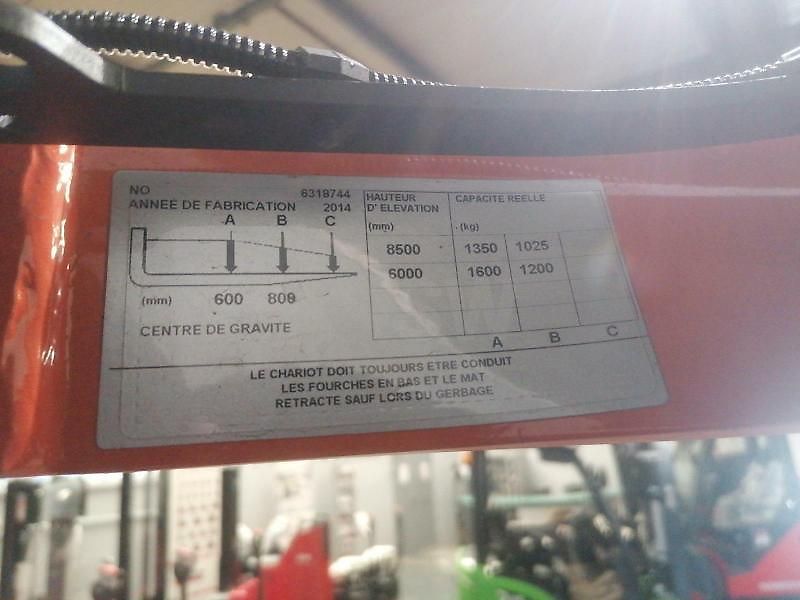 NO 6318744
ANNEE DE FABRICATION 2014
A B C
(mm) 600 800
CENTRE DE GRAVITE
HAUTEUR D'ELEVATION (mm) CAPACITE REELLE (kg)
8500 1350 1025
6000 1600 1200
A B C
LE CHARIOT DOIT TOUJOURS ETRE CONDUIT
LES FOURCHES EN BAS ET LE MAT
RETRACTE SAUF LORS DU GERBAGE